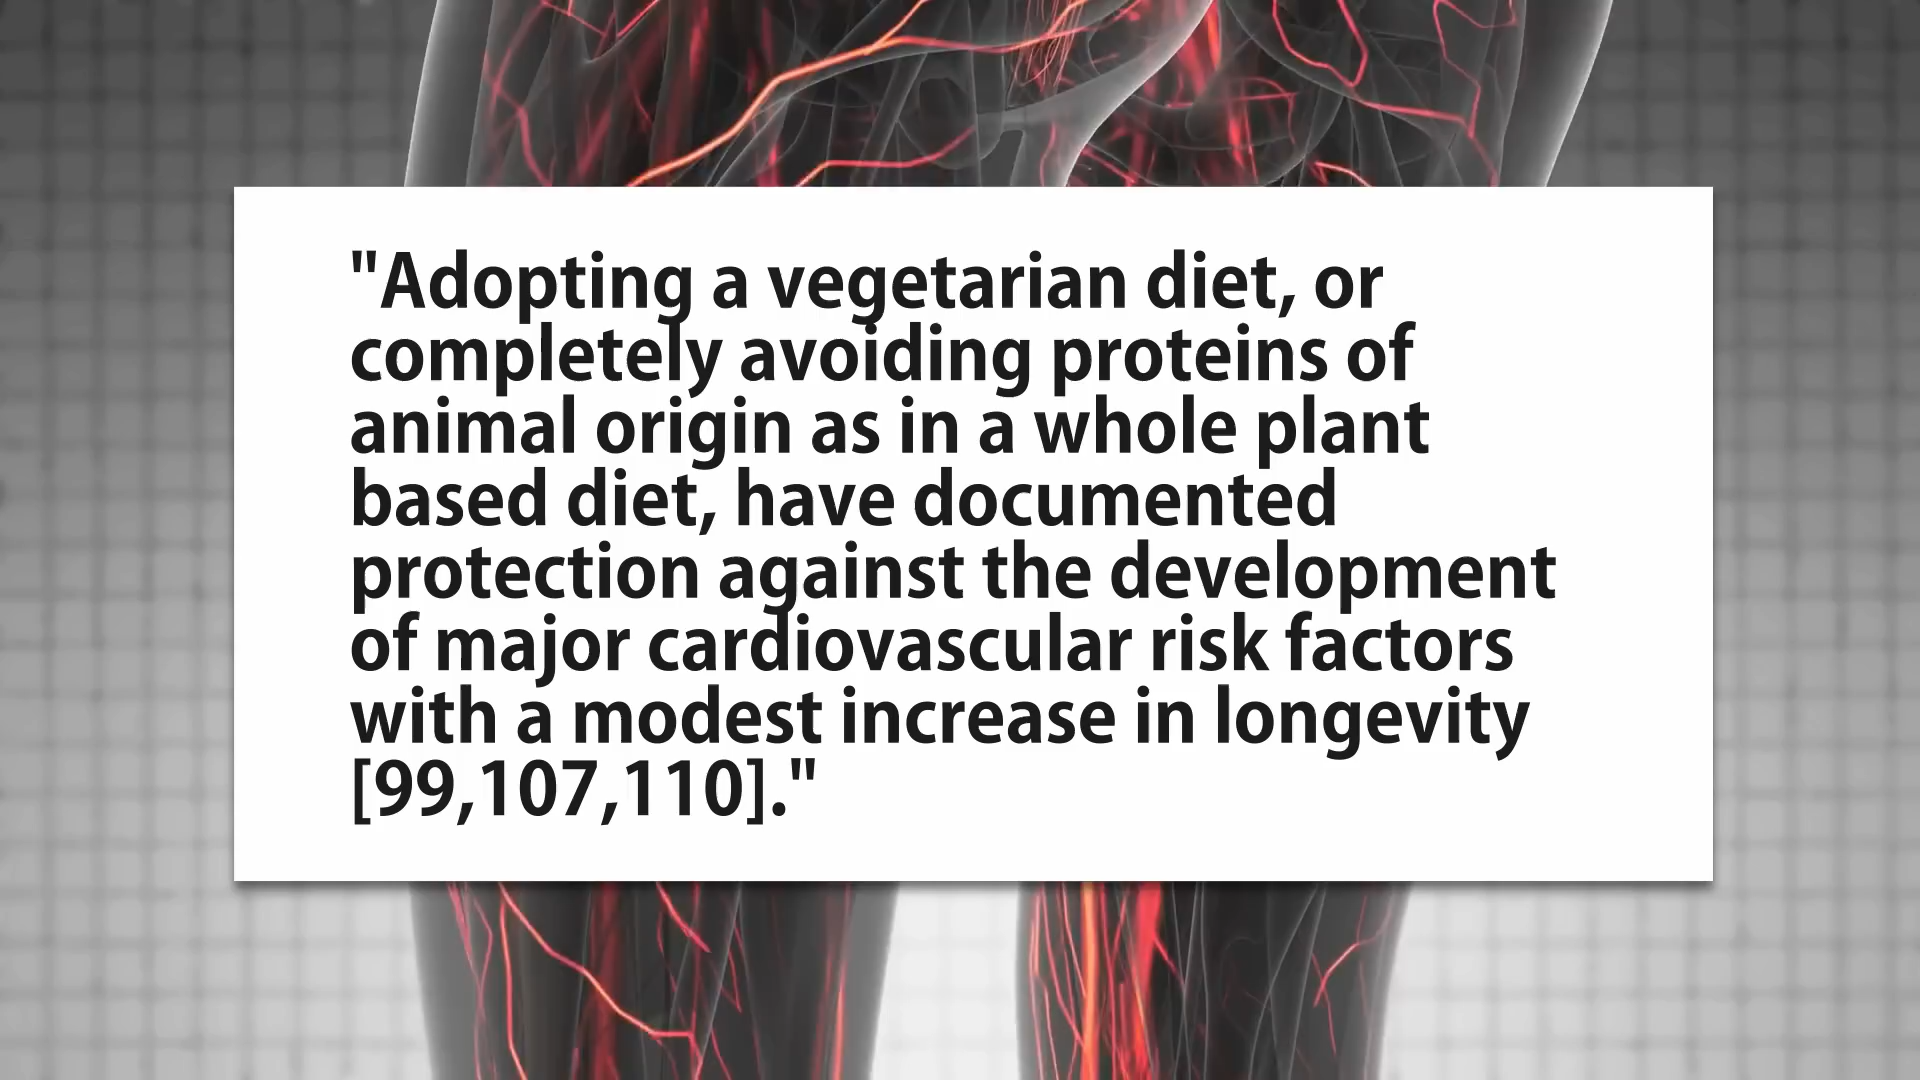 "Adopting a vegetarian diet, or
completely avoiding proteins of
animal origin as in a whole plant
based diet, have documented
protection against the development
of major cardiovascular risk factors
with a modest increase in longevity
[99,107,110]."